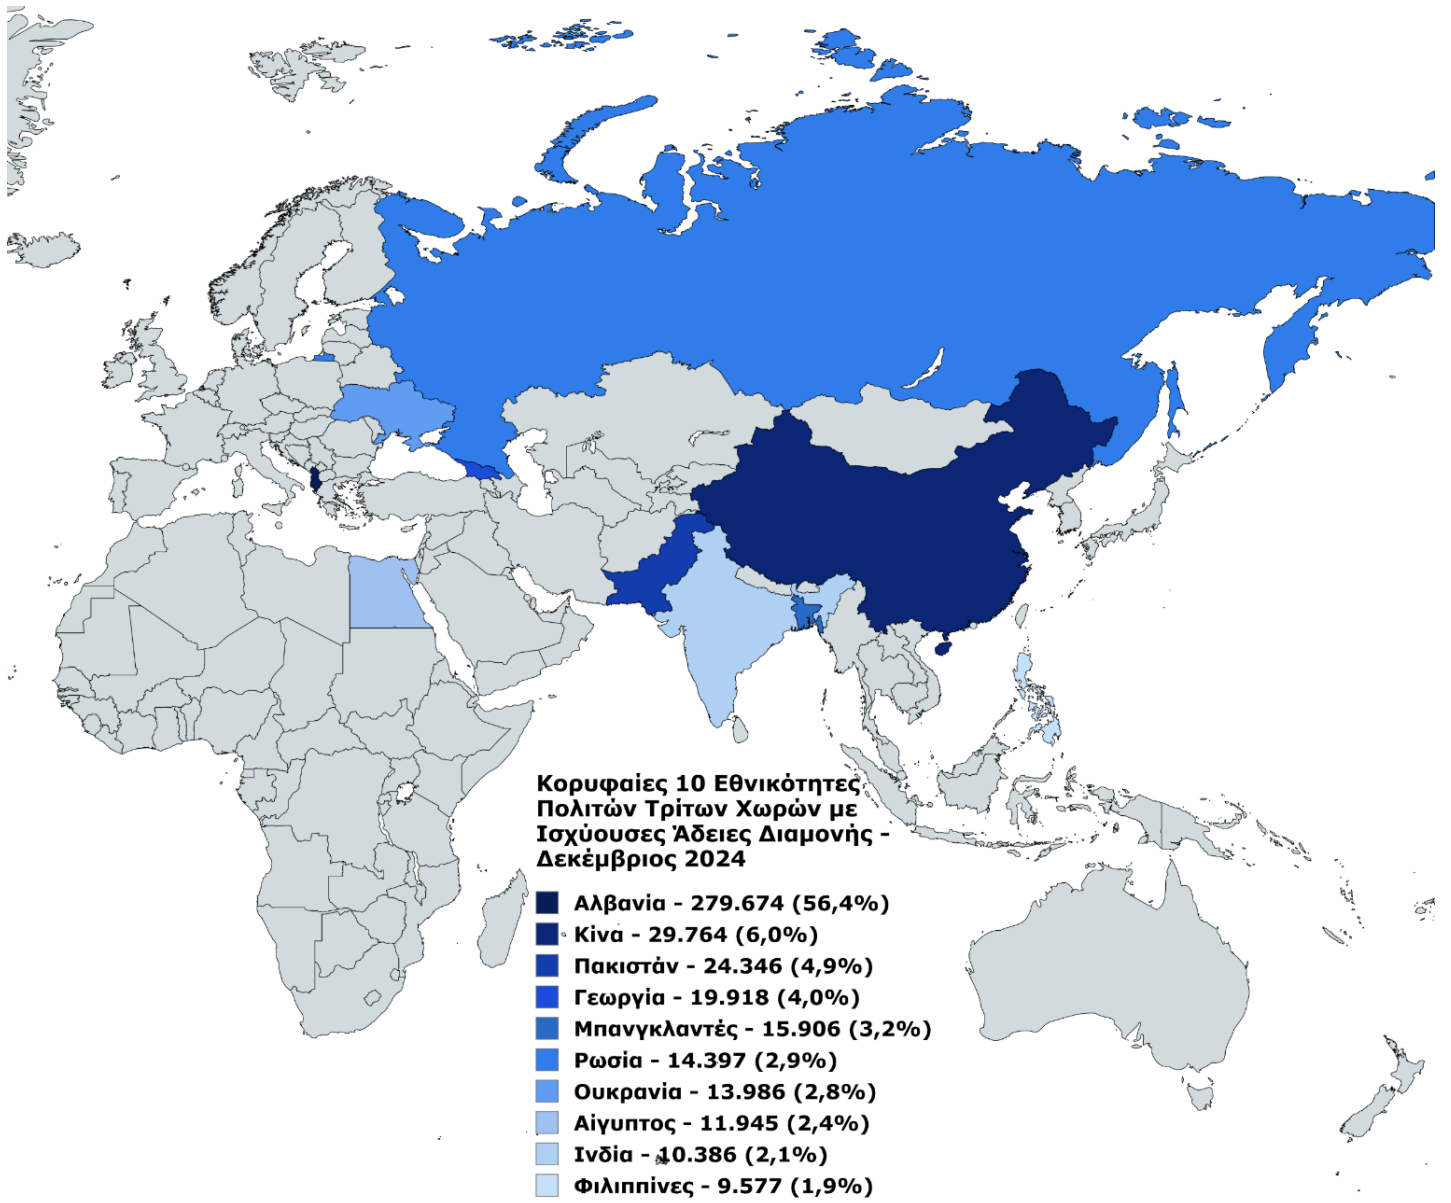 Κορυφαίες 10 Εθνικότητες
Πολιτών Τρίτων Χωρών με
Ισχύουσες Άδειες Διαμονής -
Δεκέμβριος 2024
Αλβανία - 279.674 (56,4%)
Κίνα - 29.764 (6,0%)
Πακιστάν - 24.346 (4,9%)
Γεωργία - 19.918 (4,0%)
Μπανγκλαντές - 15.906 (3,2%)
Ρωσία - 14.397 (2,9%)
Ουκρανία - 13.986 (2,8%)
Αίγυπτος - 11.945 (2,4%)
Ινδία - 10.386 (2,1%)
Φιλιππίνες - 9.577 (1,9%)